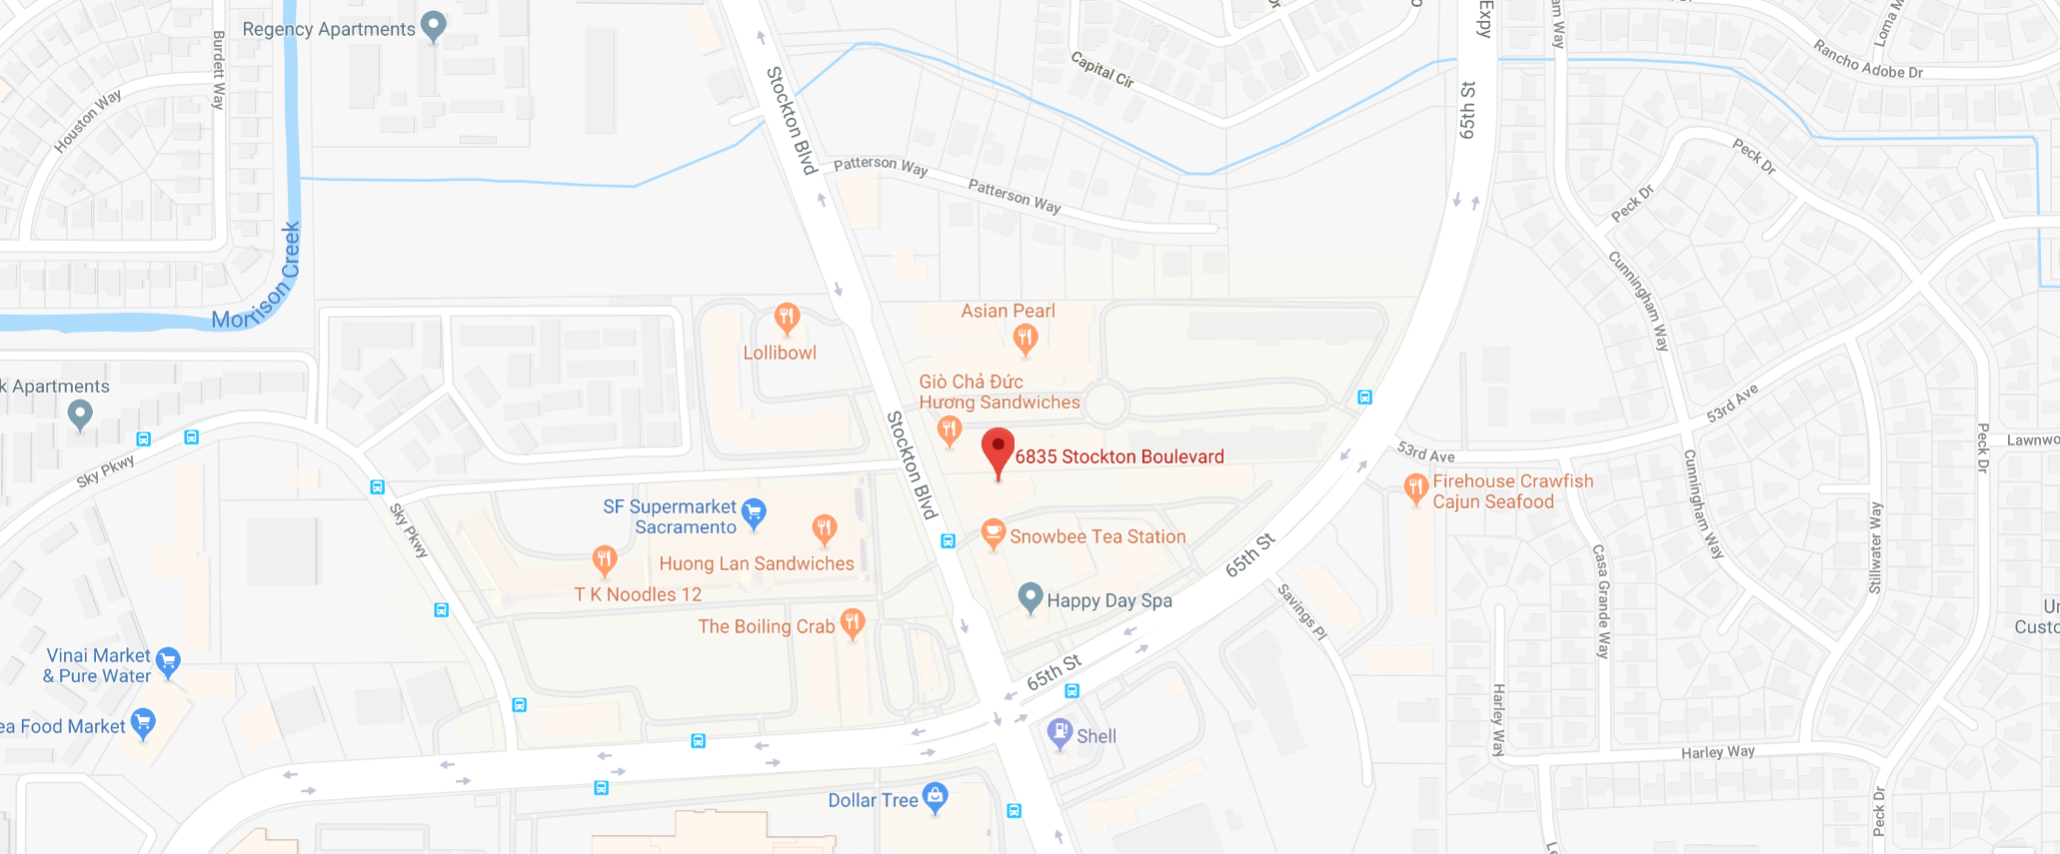 Regency Apartments
Burdett Way
Houston Way
Morrison Creek
Stockton Blvd
Capital Cir
Dr
Expy
65th St
Way
Rancho Adobe Dr
Loma
Patterson Way
Patterson Way
Peck Dr
Peck Dr
Cunningham Way
Lollibowl
Asian Pearl
Giò Chả Đức
Hương Sandwiches
6835 Stockton Boulevard
k Apartments
Sky Pkwy
Sky Pkwy
Stockton Blvd
SF Supermarket
Sacramento
Huong Lan Sandwiches
T K Noodles 12
The Boiling Crab
Snowbee Tea Station
Happy Day Spa
65th St
65th St
53rd Ave
53rd Ave
Firehouse Crawfish
Cajun Seafood
Cunningham Way
Casa Grande Way
Stillwater Way
Peck Dr
Lawnwo
Savings Pl
Vinai Market
& Pure Water
ea Food Market
Shell
Dollar Tree
Harley Way
Harley Way
Peck Dr
Custo